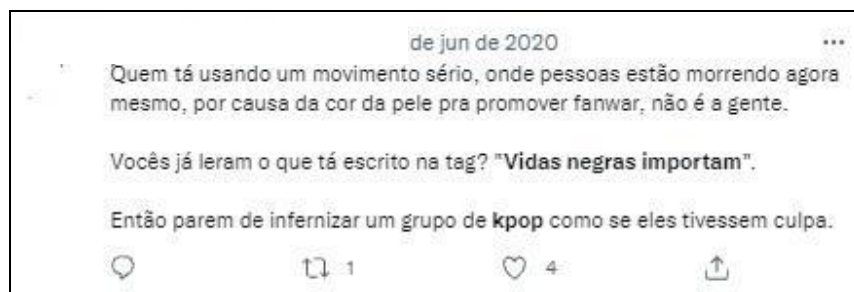 de jun de 2020
Quem tá usando um movimento sério, onde pessoas estão morrendo agora
mesmo, por causa da cor da pele pra promover fanwar, não é a gente.
Vocês já leram o que tá escrito na tag? "Vidas negras importam".
Então parem de infernizar um grupo de kpop como se eles tivessem culpa.
1 4